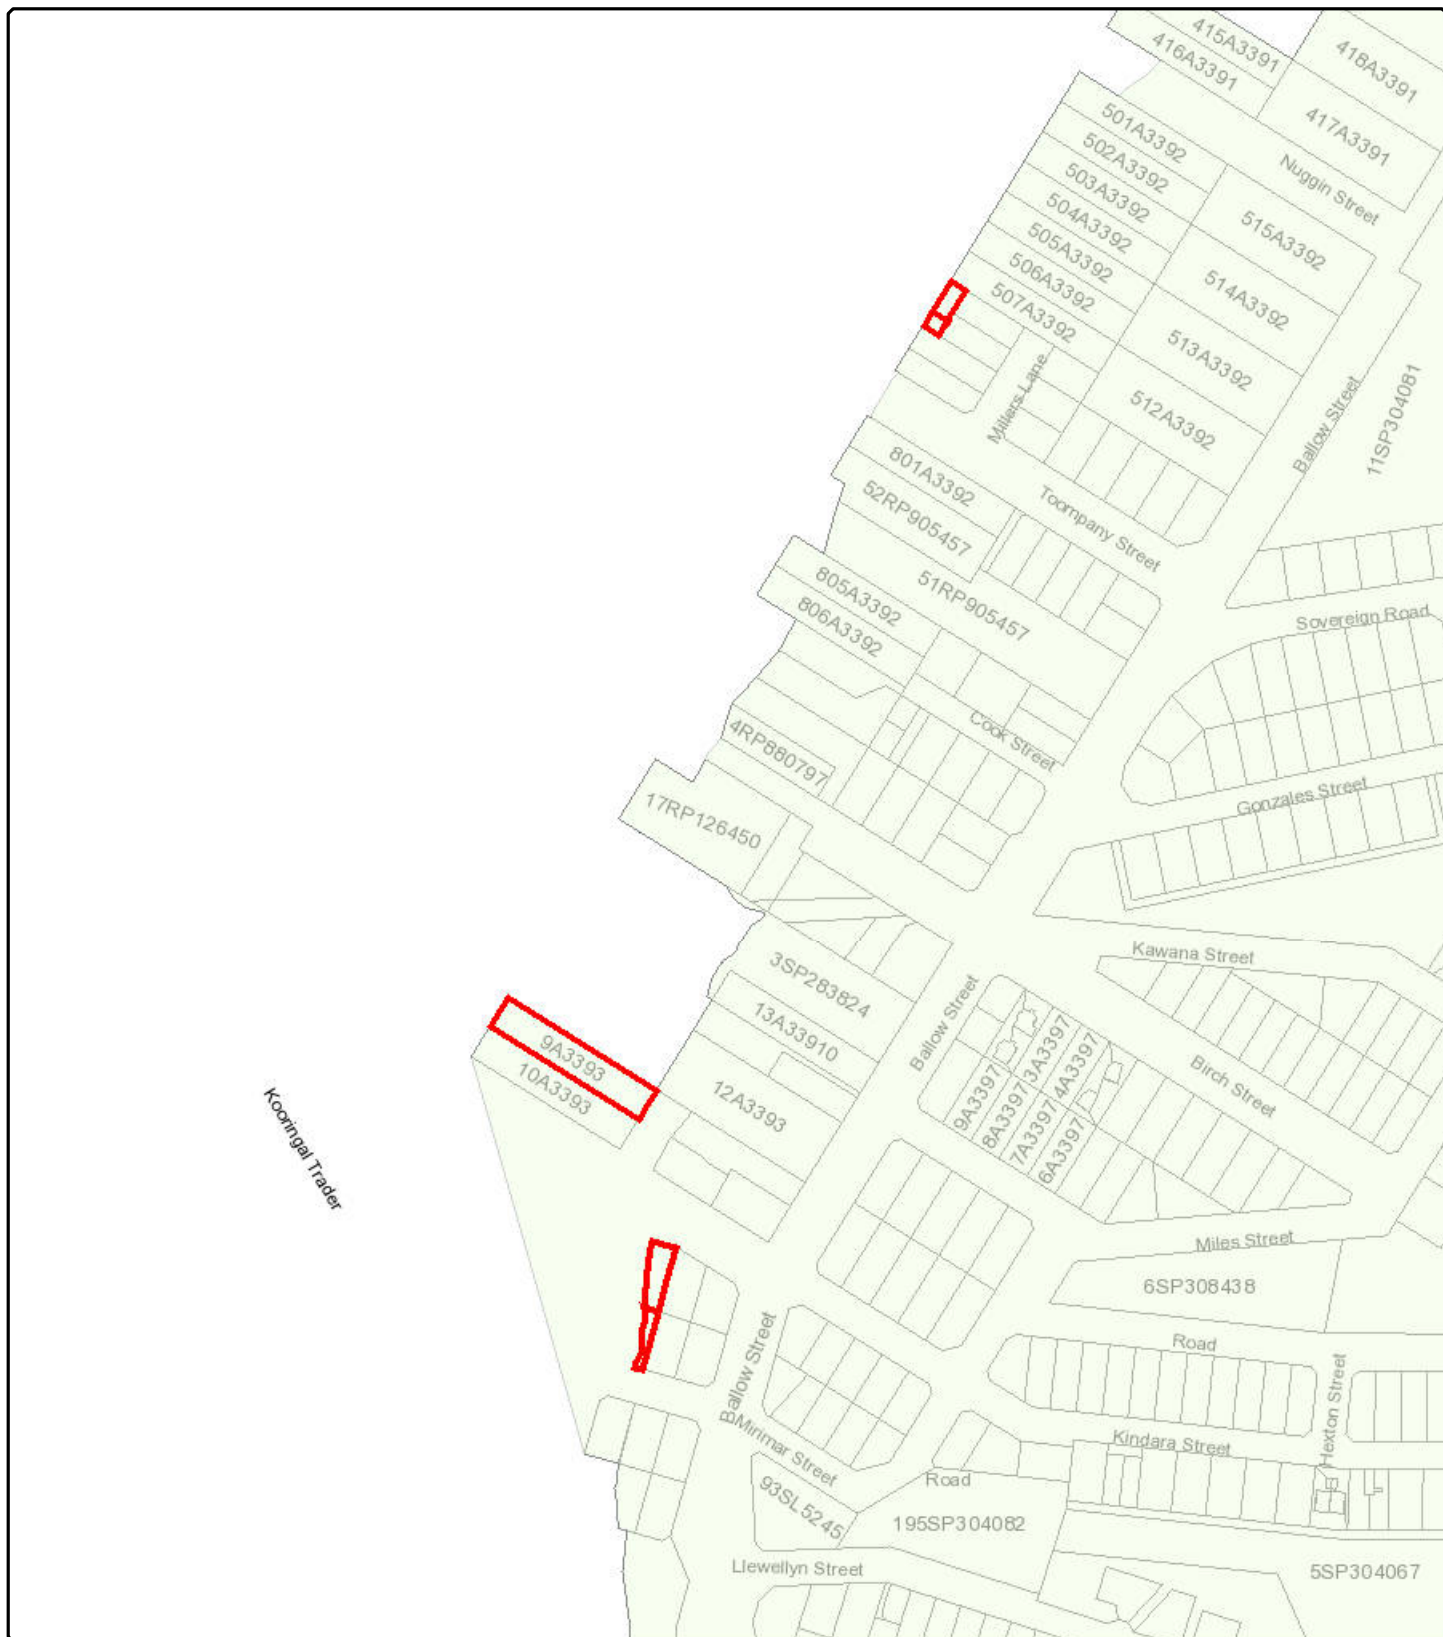 415A3391
416A3391
418A3391
417A3391
Nuggin Street
501A3392
502A3392
503A3392
504A3392
505A3392
506A3392
507A3392
515A3392
514A3392
513A3392
512A3392
Millers Lane
Ballow Street
11SP304081
801A3392
52RP905457
Toompany Street
51RP905457
805A3392
806A3392
Sovereign Road
Cook Street
4RP880797
17RP126450
Gonzales Street
Kawana Street
3SP283824
13A33910
Ballow Street
9A3393
10A3393
12A3393
3A3397
4A3397
9A3397
8A3397
7A3397
6A3397
Birch Street
Kooringal Trader
Miles Street
6SP308438
Road
Ballow Street
Hexton Street
Kindara Street
Mirimar Street
Road
93SL5245
195SP304082
Llewellyn Street
5SP304067